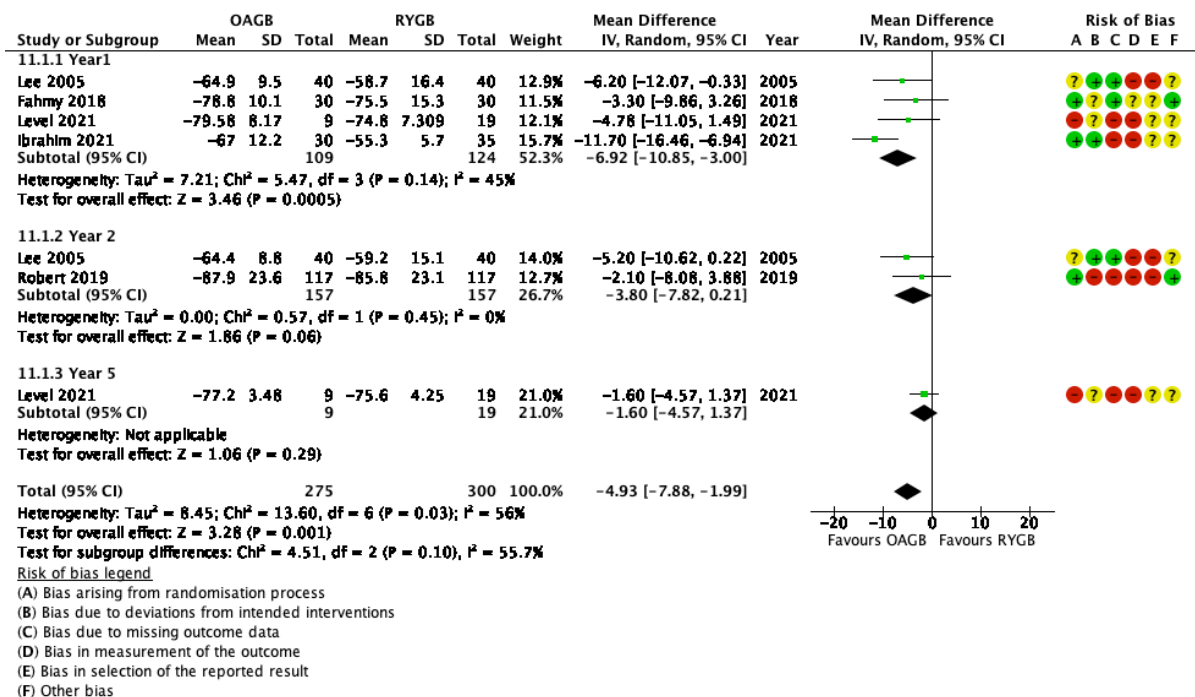 OAGB RYGB Mean Difference Mean Difference Risk of Bias
Study or Subgroup Mean SD Total Mean SD Total Weight IV, Random, 95% CI Year IV, Random, 95% CI A B C D E F
11.1.1 Year1
Lee 2005 −64.9 9.5 40 −58.7 16.4 40 12.9% −6.20 [−12.07, −0.33] 2005 ? + + − − ?
Fahmy 2018 −78.8 10.1 30 −75.5 15.3 30 11.5% −3.30 [−9.86, 3.26] 2018 + ? + ? ? +
Level 2021 −79.58 8.17 9 −74.8 7.309 19 12.1% −4.78 [−11.05, 1.49] 2021 − ? − − ? ?
Ibrahim 2021 −67 12.2 30 −55.3 5.7 35 15.7% −11.70 [−16.46, −6.94] 2021 + + − − ? ?
Subtotal (95% CI) 109 124 52.3% −6.92 [−10.85, −3.00]
Heterogeneity: Tau² = 7.21; Chi² = 5.47, df = 3 (P = 0.14); I² = 45%
Test for overall effect: Z = 3.46 (P = 0.0005)
11.1.2 Year 2
Lee 2005 −64.4 8.8 40 −59.2 15.1 40 14.0% −5.20 [−10.62, 0.22] 2005 ? + + − − ?
Robert 2019 −87.9 23.6 117 −85.8 23.1 117 12.7% −2.10 [−8.08, 3.88] 2019 + − − − − +
Subtotal (95% CI) 157 157 26.7% −3.80 [−7.82, 0.21]
Heterogeneity: Tau² = 0.00; Chi² = 0.57, df = 1 (P = 0.45); I² = 0%
Test for overall effect: Z = 1.86 (P = 0.06)
11.1.3 Year 5
Level 2021 −77.2 3.48 9 −75.6 4.25 19 21.0% −1.60 [−4.57, 1.37] 2021 − ? − − ? ?
Subtotal (95% CI) 9 19 21.0% −1.60 [−4.57, 1.37]
Heterogeneity: Not applicable
Test for overall effect: Z = 1.06 (P = 0.29)
Total (95% CI) 275 300 100.0% −4.93 [−7.88, −1.99]
Heterogeneity: Tau² = 8.45; Chi² = 13.60, df = 6 (P = 0.03); I² = 56%
Test for overall effect: Z = 3.28 (P = 0.001)
Test for subgroup differences: Chi² = 4.51, df = 2 (P = 0.10), I² = 55.7%
−20 −10 0 10 20
Favours OAGB Favours RYGB
Risk of bias legend
(A) Bias arising from randomisation process
(B) Bias due to deviations from intended interventions
(C) Bias due to missing outcome data
(D) Bias in measurement of the outcome
(E) Bias in selection of the reported result
(F) Other bias